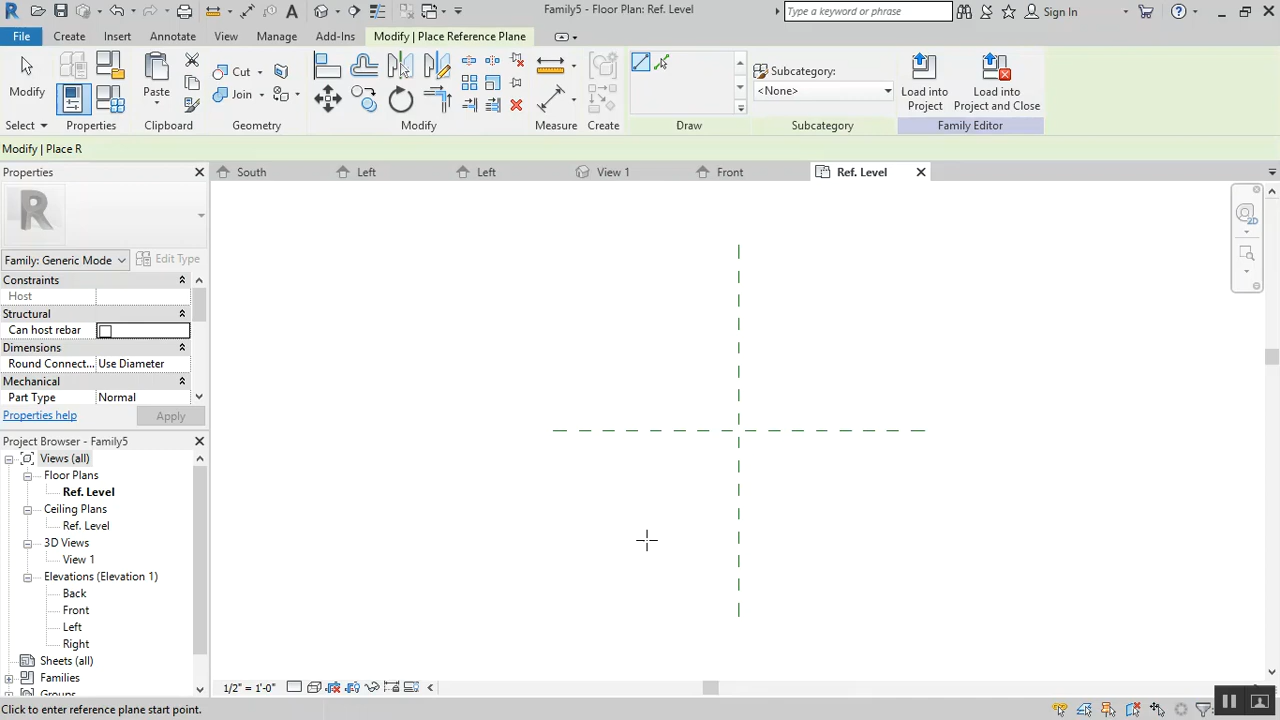 Family5 - Floor Plan: Ref. Level
Type a keyword or phrase
Sign In
File
Create
Insert
Annotate
View
Manage
Add-Ins
Modify | Place Reference Plane
Modify
Paste
Cut
Join
Subcategory:
<None>
Load into
Project
Load into
Project and Close
Select
Properties
Clipboard
Geometry
Modify
Measure
Create
Draw
Subcategory
Family Editor
Modify | Place R
Properties
South
Left
Left
View 1
Front
Ref. Level
R
2D
Family: Generic Mode
Edit Type
Constraints
Host
Structural
Can host rebar
Dimensions
Round Connect... Use Diameter
Mechanical
Part Type Normal
Properties help
Apply
Project Browser - Family5
Views (all)
Floor Plans
Ref. Level
Ceiling Plans
Ref. Level
3D Views
View 1
Elevations (Elevation 1)
Back
Front
Left
Right
Sheets (all)
Families
Groups
1/2" = 1'-0"
Click to enter reference plane start point.